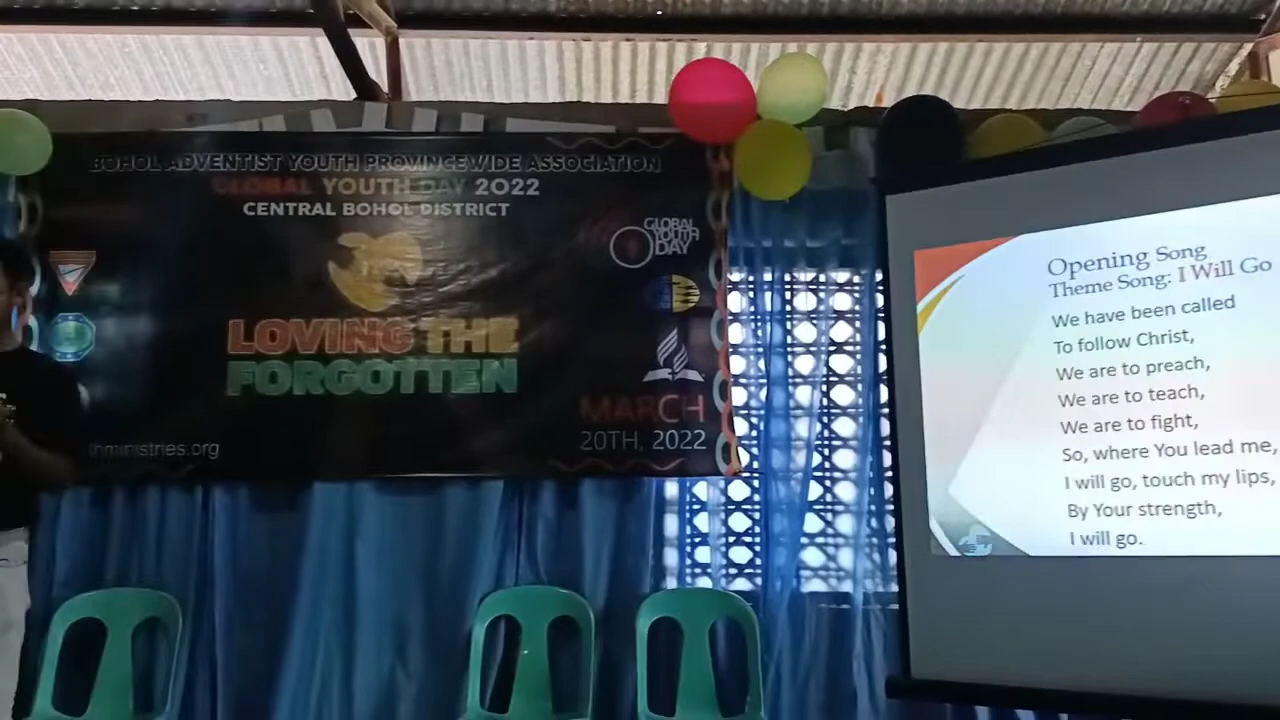 BOHOL ADVENTIST YOUTH PROVINCEWIDE ASSOCIATION
GLOBAL YOUTH DAY 2022
CENTRAL BOHOL DISTRICT
GLOBAL
YOUTH
DAY
LOVING THE
FORGOTTEN
MARCH
20TH, 2022
thministries.org
Opening Song
Theme Song: I Will Go
We have been called
To follow Christ,
We are to preach,
We are to teach,
We are to fight,
So, where You lead me,
I will go, touch my lips,
By Your strength,
I will go.